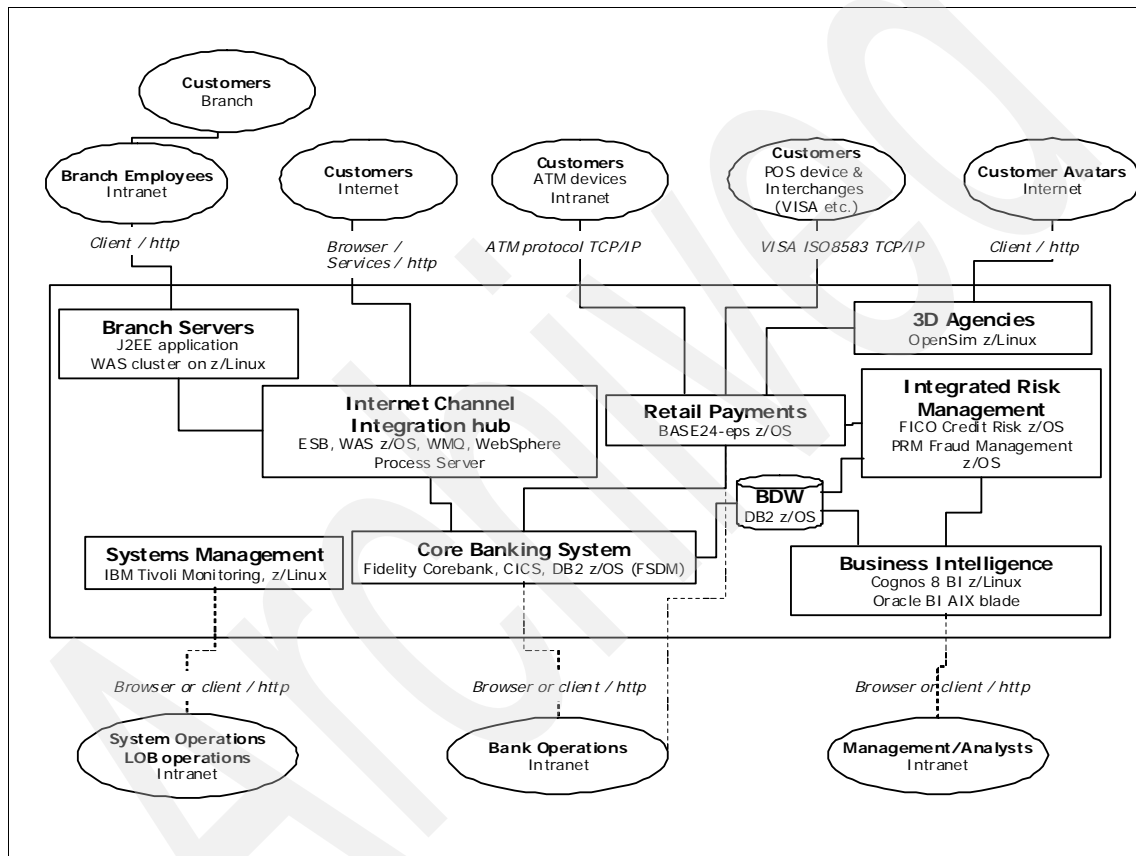 Customers
Branch
Branch Employees
Intranet
Customers
Internet
Customers
ATM devices
Intranet
Customers
POS device &
Interchanges
(VISA etc.)
Customer Avatars
Internet
Client / http
Browser /
Services / http
ATM protocol TCP/IP
VISA ISO8583 TCP/IP
Client / http
Branch Servers
J2EE application
WAS cluster on z/Linux
3D Agencies
OpenSim z/Linux
Internet Channel
Integration hub
ESB, WAS z/OS, WMQ, WebSphere
Process Server
Retail Payments
BASE24-eps z/OS
Integrated Risk
Management
FICO Credit Risk z/OS
PRM Fraud Management
z/OS
BDW
DB2 z/OS
Systems Management
IBM Tivoli Monitoring, z/Linux
Core Banking System
Fidelity Corebank, CICS, DB2 z/OS (FSDM)
Business Intelligence
Cognos 8 BI z/Linux
Oracle BI AIX blade
Browser or client / http
Browser or client / http
Browser or client / http
System Operations
LOB operations
Intranet
Bank Operations
Intranet
Management/Analysts
Intranet
Archived